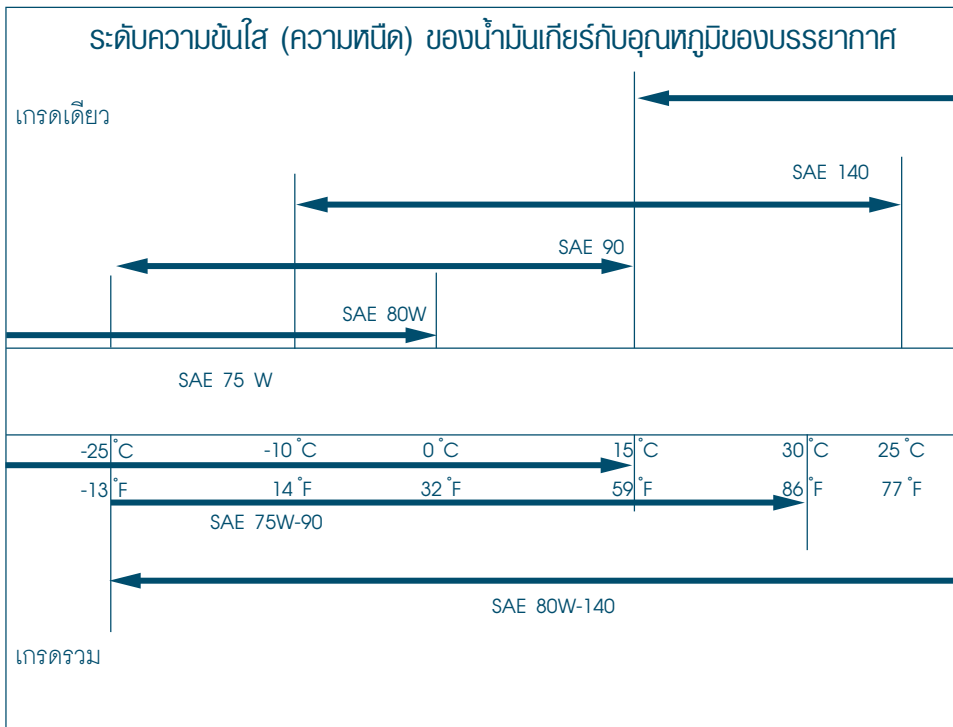 ระดับความข้นใส (ความหนืด) ของน้ำมันเกียร์กับอุณหภูมิของบรรยากาศ
เกรดเดียว
SAE 140
SAE 90
SAE 80W
SAE 75 W
-25 °C -10 °C 0 °C 15 °C 30 °C 25 °C
-13 °F 14 °F 32 °F 59 °F 86 °F 77 °F
SAE 75W-90
SAE 80W-140
เกรดรวม